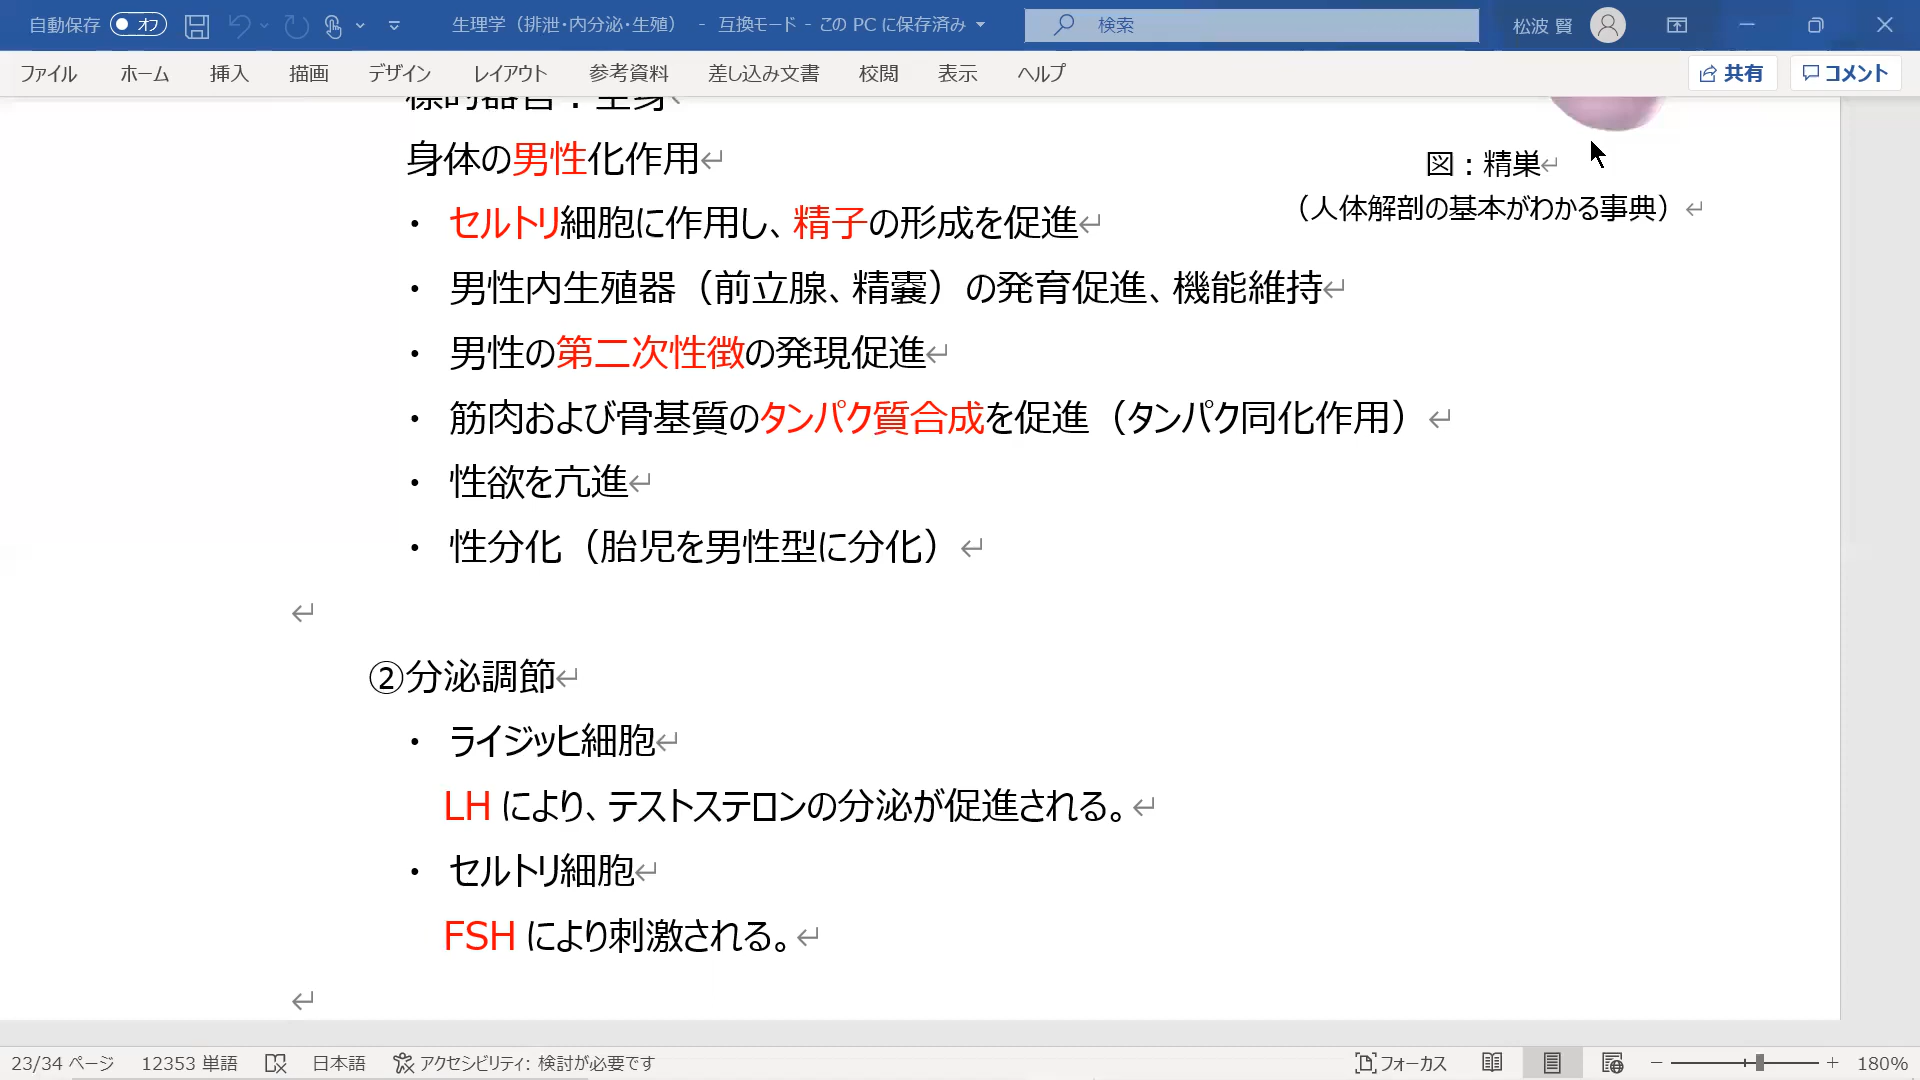 自動保存 オフ 生理学（排泄・内分泌・生殖） - 互換モード - この PC に保存済み 検索 松波 賢
ファイル ホーム 挿入 描画 デザイン レイアウト 参考資料 差し込み文書 校閲 表示 ヘルプ 共有 コメント
標的器官：全身
身体の男性化作用↵
図：精巣↵
（人体解剖の基本がわかる事典）↵
・ セルトリ細胞に作用し、精子の形成を促進↵
・ 男性内生殖器（前立腺、精嚢）の発育促進、機能維持↵
・ 男性の第二次性徴の発現促進↵
・ 筋肉および骨基質のタンパク質合成を促進（タンパク同化作用）↵
・ 性欲を亢進↵
・ 性分化（胎児を男性型に分化）↵
↵
②分泌調節↵
・ ライジッヒ細胞↵
LH により、テストステロンの分泌が促進される。↵
・ セルトリ細胞↵
FSH により刺激される。↵
↵
23/34 ページ 12353 単語 日本語 アクセシビリティ: 検討が必要です フォーカス 180%